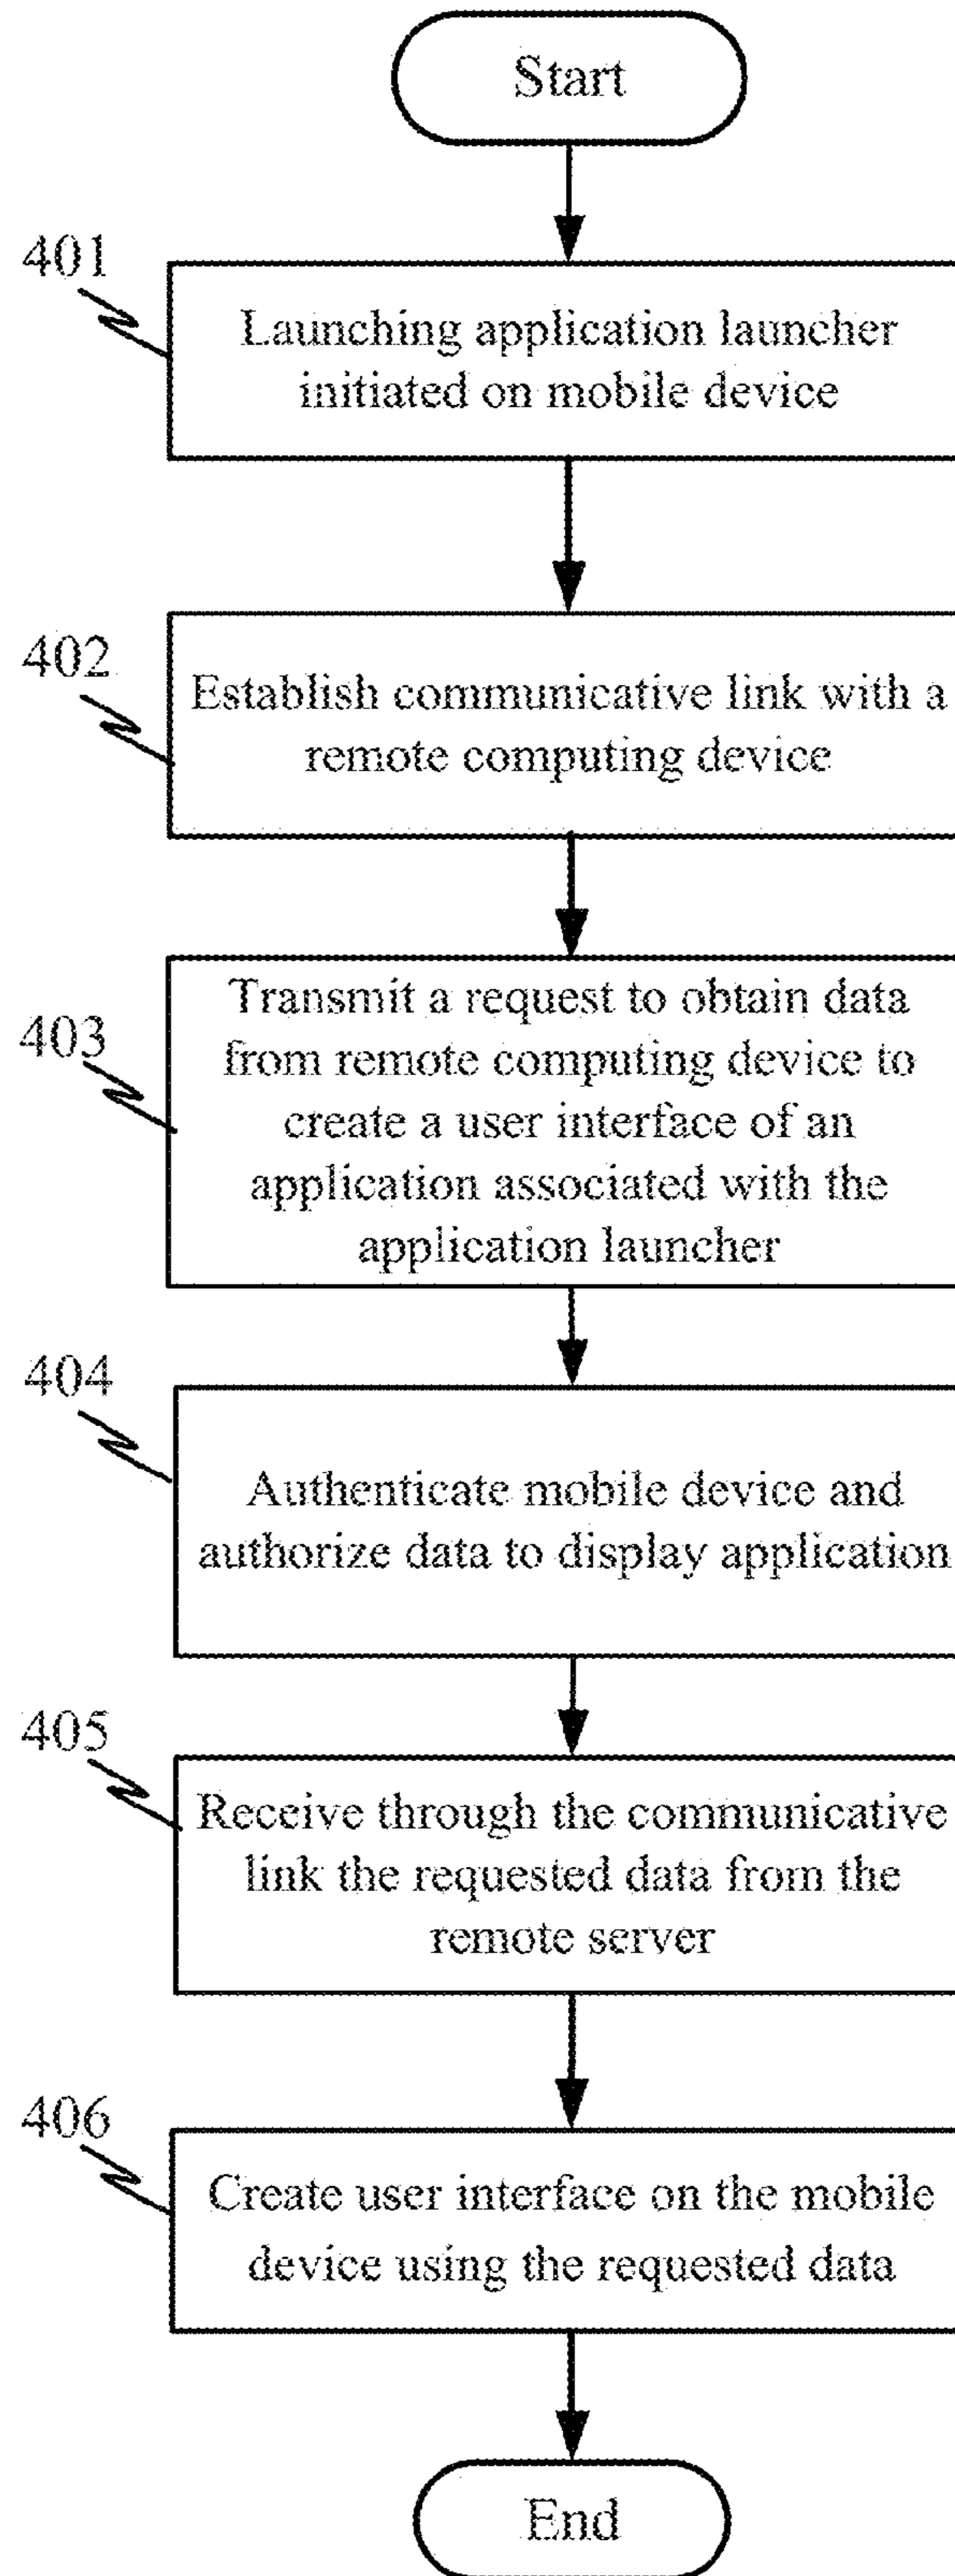 Start
401
Launching application launcher
initiated on mobile device
402
Establish communicative link with a
remote computing device
403
Transmit a request to obtain data
from remote computing device to
create a user interface of an
application associated with the
application launcher
404
Authenticate mobile device and
authorize data to display application
405
Receive through the communicative
link the requested data from the
remote server
406
Create user interface on the mobile
device using the requested data
End